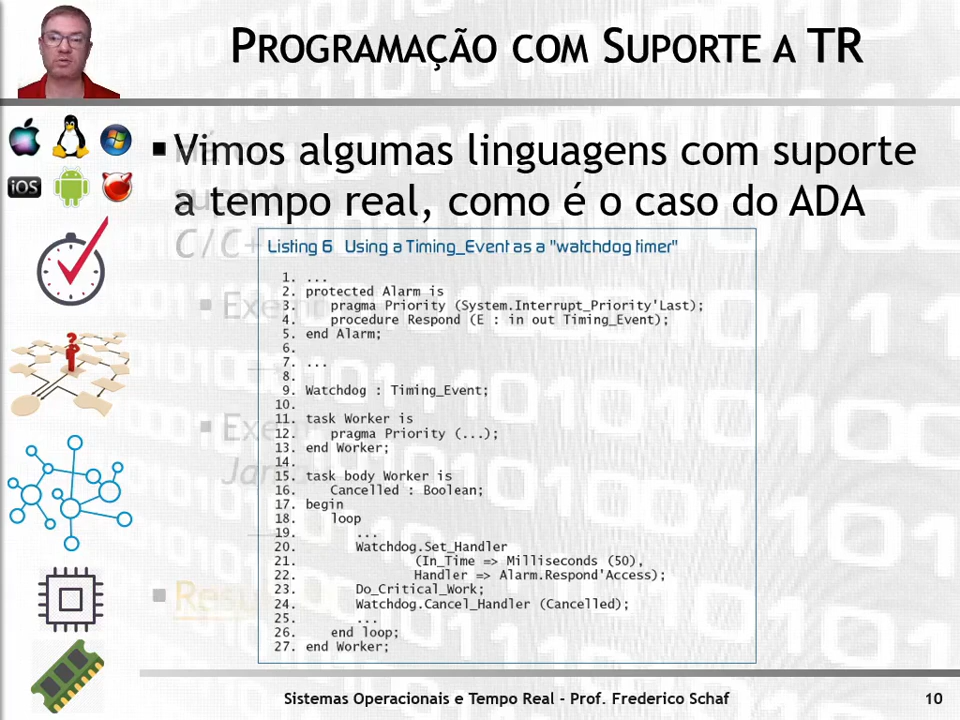 PROGRAMAÇÃO COM SUPORTE A TR
▪ Vimos algumas linguagens com suporte
a tempo real, como é o caso do ADA
C/C+
Listing 6 Using a Timing_Event as a "watchdog timer"
1. ...
2. protected Alarm is
3. pragma Priority (System.Interrupt_Priority'Last);
4. procedure Respond (E : in out Timing_Event);
5. end Alarm;
6.
7. ...
8.
9. Watchdog : Timing_Event;
10.
11. task Worker is
12. pragma Priority (...);
13. end Worker;
14.
15. task body Worker is
16. Cancelled : Boolean;
17. begin
18. loop
19. ...
20. Watchdog.Set_Handler
21. (In_Time => Milliseconds (50),
22. Handler => Alarm.Respond'Access);
23. Do_Critical_Work;
24. Watchdog.Cancel_Handler (Cancelled);
25. ...
26. end loop;
27. end Worker;
iOS
Sistemas Operacionais e Tempo Real - Prof. Frederico Schaf 10